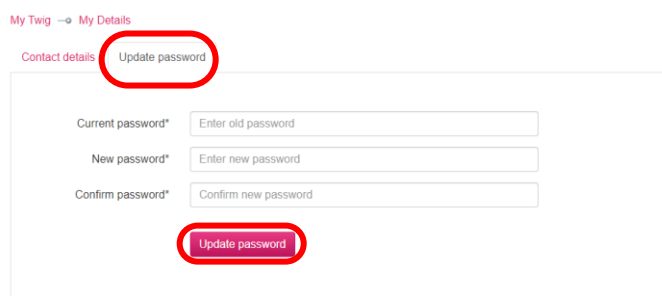 My Twig My Details
Contact details Update password
Current password* Enter old password
New password* Enter new password
Confirm password* Confirm new password
Update password